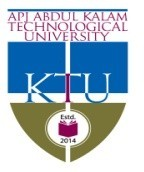 APJ ABDUL KALAM
TECHNOLOGICAL
UNIVERSITY
KTU
Estd.
2014